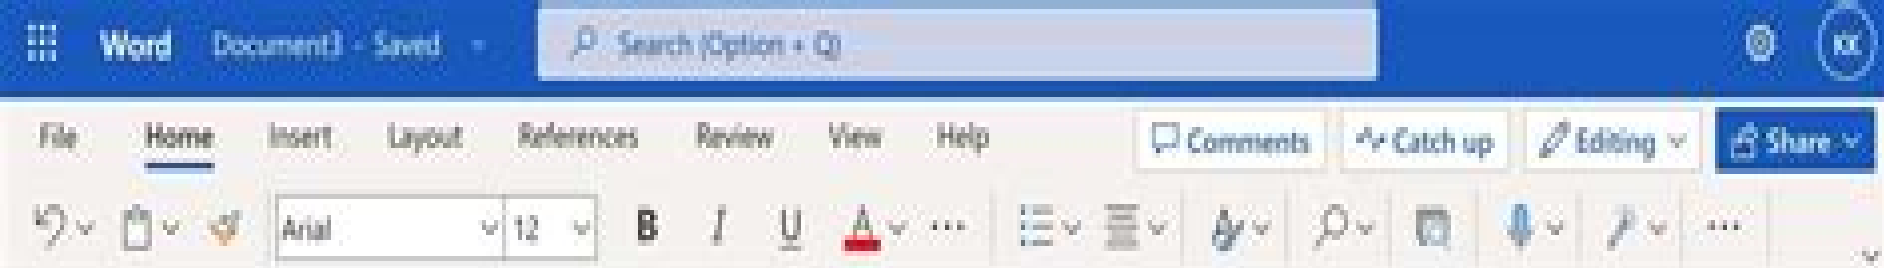 Word Document3 - Saved Search (Option + Q) KK
File Home Insert Layout References Review View Help Comments Catch up Editing Share
Arial 12 B I U A